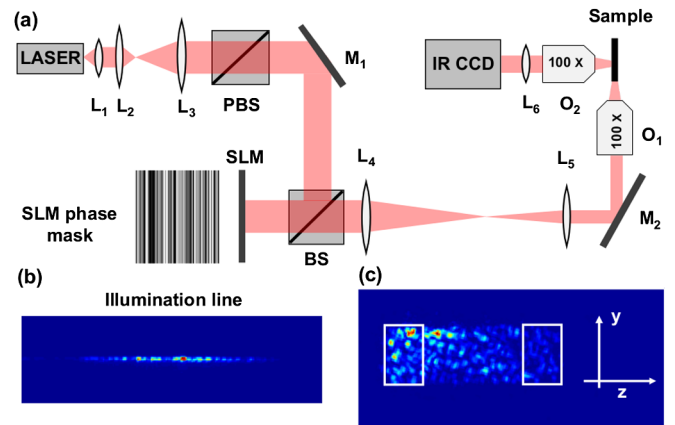 (a)
LASER
L1
L2
L3
PBS
M1
IR CCD
L6
100 X
O2
Sample
100 X
O1
SLM phase
mask
SLM
BS
L4
L5
M2
(b)
Illumination line
(c)
y
z